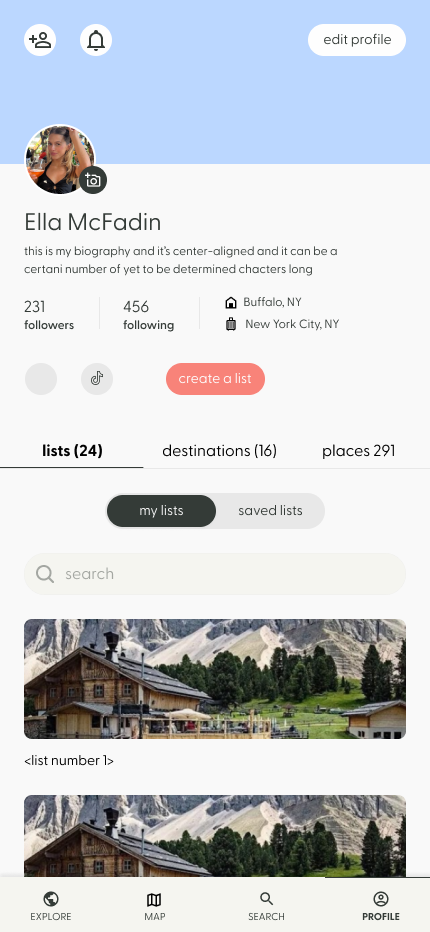 edit profile
Ella McFadin
this is my biography and it's center-aligned and it can be a
certani number of yet to be determined chacters long
231
followers
456
following
Buffalo, NY
New York City, NY
create a list
lists (24)
destinations (16)
places 291
my lists
saved lists
search
<list number 1>
EXPLORE
MAP
SEARCH
PROFILE